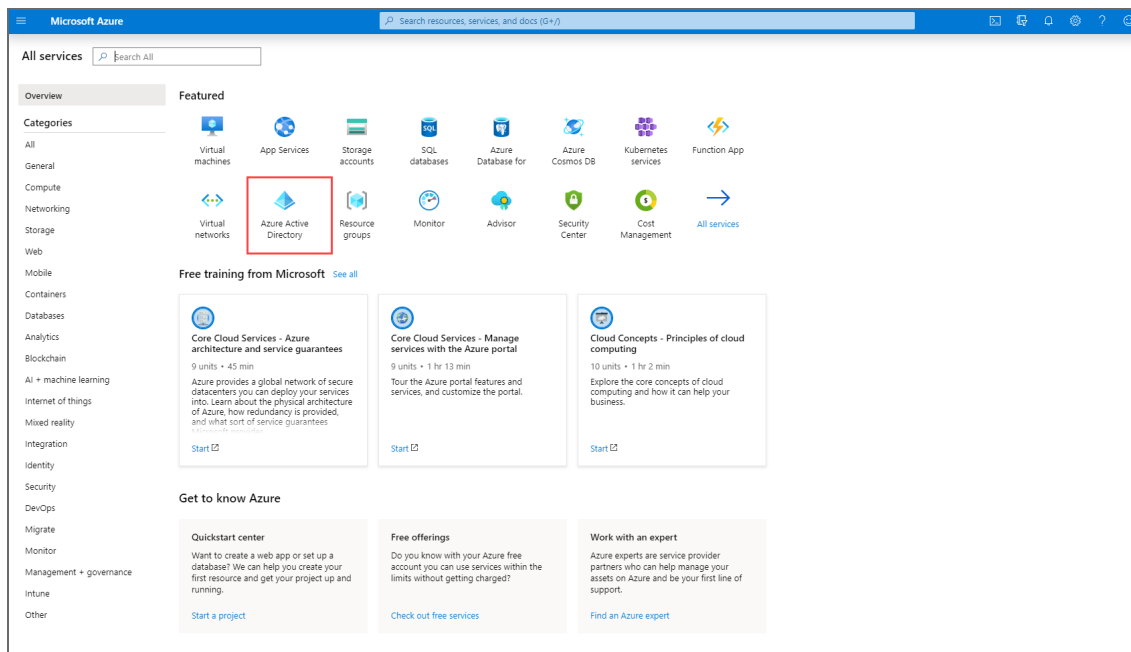 Microsoft Azure
Search resources, services, and docs (G+/)
All services
Search All
Overview
Categories
All
General
Compute
Networking
Storage
Web
Mobile
Containers
Databases
Analytics
Blockchain
AI + machine learning
Internet of things
Mixed reality
Integration
Identity
Security
DevOps
Migrate
Monitor
Management + governance
Intune
Other
Featured
Virtual
machines
App Services
Storage
accounts
SQL
databases
Azure
Database for
Azure
Cosmos DB
Kubernetes
services
Function App
Virtual
networks
Azure Active
Directory
Resource
groups
Monitor
Advisor
Security
Center
Cost
Management
All services
Free training from Microsoft See all
Core Cloud Services - Azure
architecture and service guarantees
9 units • 45 min
Azure provides a global network of secure
datacenters you can deploy your services
into. Learn about the physical architecture
of Azure, how redundancy is provided,
and what sort of service guarantees
Microsoft provides
Start
Core Cloud Services - Manage
services with the Azure portal
9 units • 1 hr 13 min
Tour the Azure portal features and
services, and customize the portal.
Start
Cloud Concepts - Principles of cloud
computing
10 units • 1 hr 2 min
Explore the core concepts of cloud
computing and how it can help your
business.
Start
Get to know Azure
Quickstart center
Want to create a web app or set up a
database? We can help you create your
first resource and get your project up and
running.
Start a project
Free offerings
Do you know with your Azure free
account you can use services within the
limits without getting charged?
Check out free services
Work with an expert
Azure experts are service provider
partners who can help manage your
assets on Azure and be your first line of
support.
Find an Azure expert